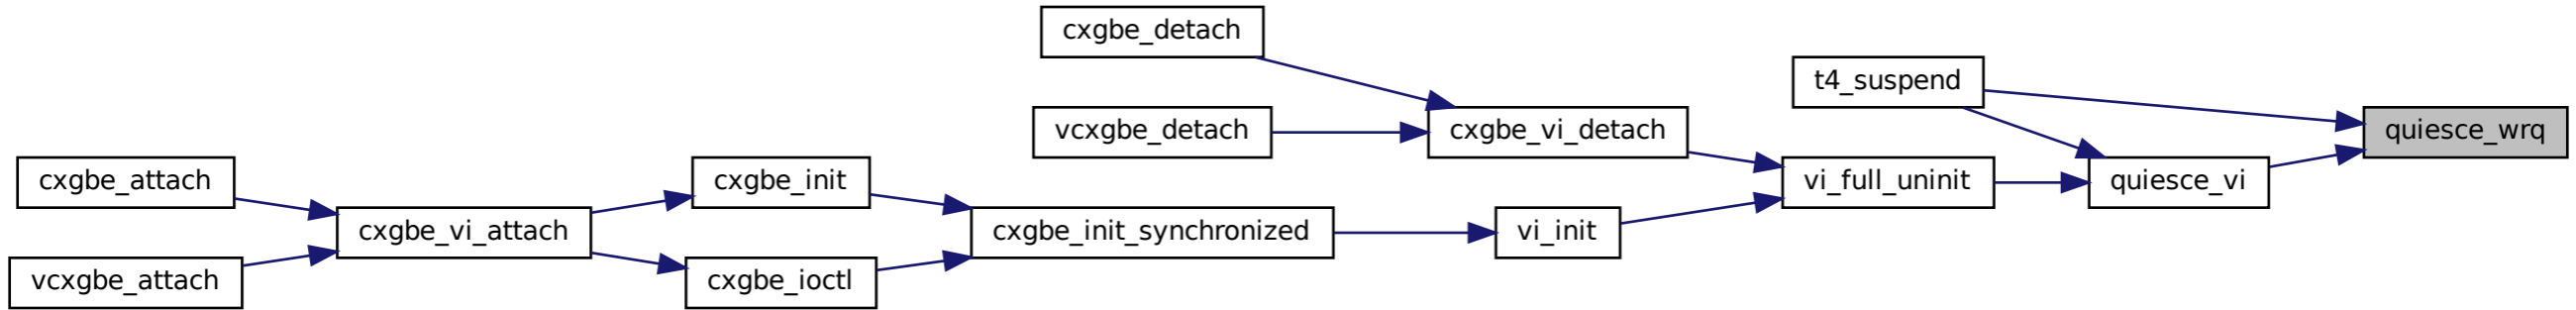 cxgbe_detach
t4_suspend
vcxgbe_detach
cxgbe_vi_detach
quiesce_wrq
cxgbe_attach
cxgbe_init
vi_full_uninit
quiesce_vi
cxgbe_vi_attach
cxgbe_init_synchronized
vi_init
vcxgbe_attach
cxgbe_ioctl